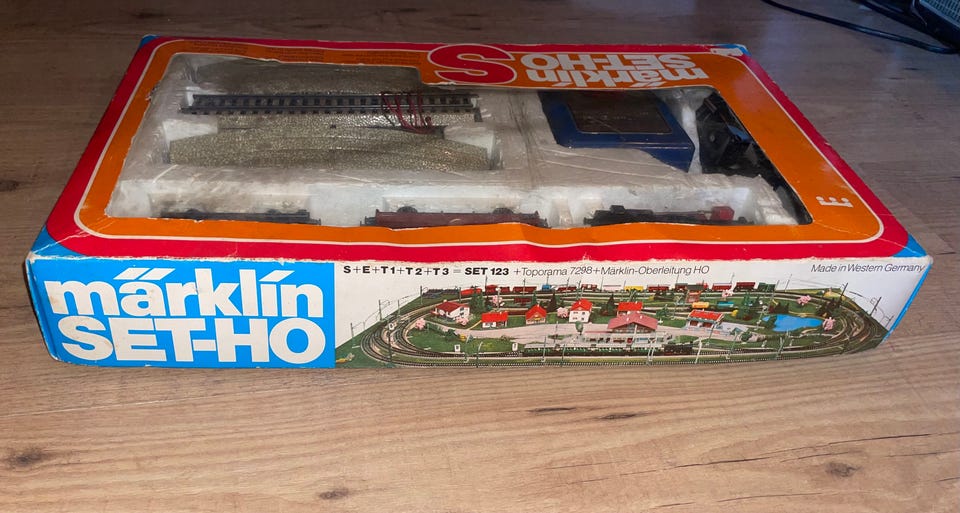 S
märklin
SET-HO
E
märklin
SET-HO
S+E+T1+T2+T3 = SET 123 +Toporama 7298+Märklin-Oberleitung HO
Made in Western Germany